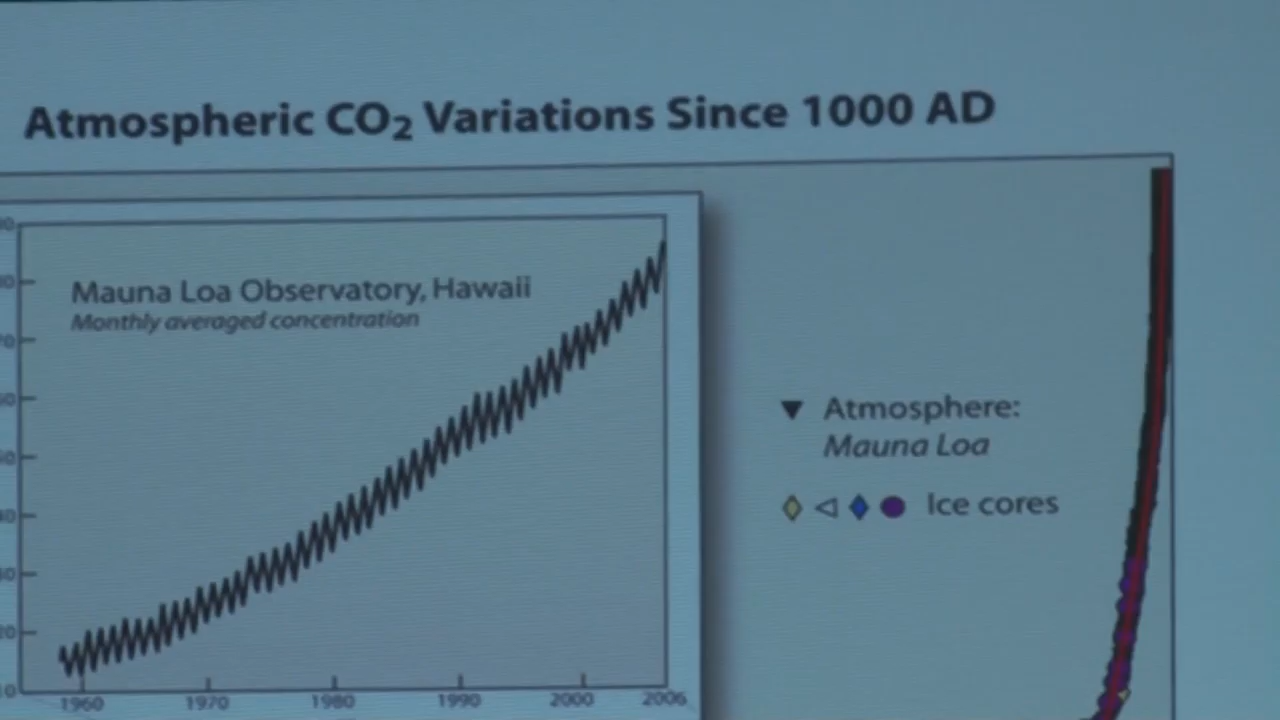 Atmospheric CO₂ Variations Since 1000 AD
Mauna Loa Observatory, Hawaii
Monthly averaged concentration
Atmosphere:
Mauna Loa
Ice cores
1960 1970 1980 1990 2000 2006